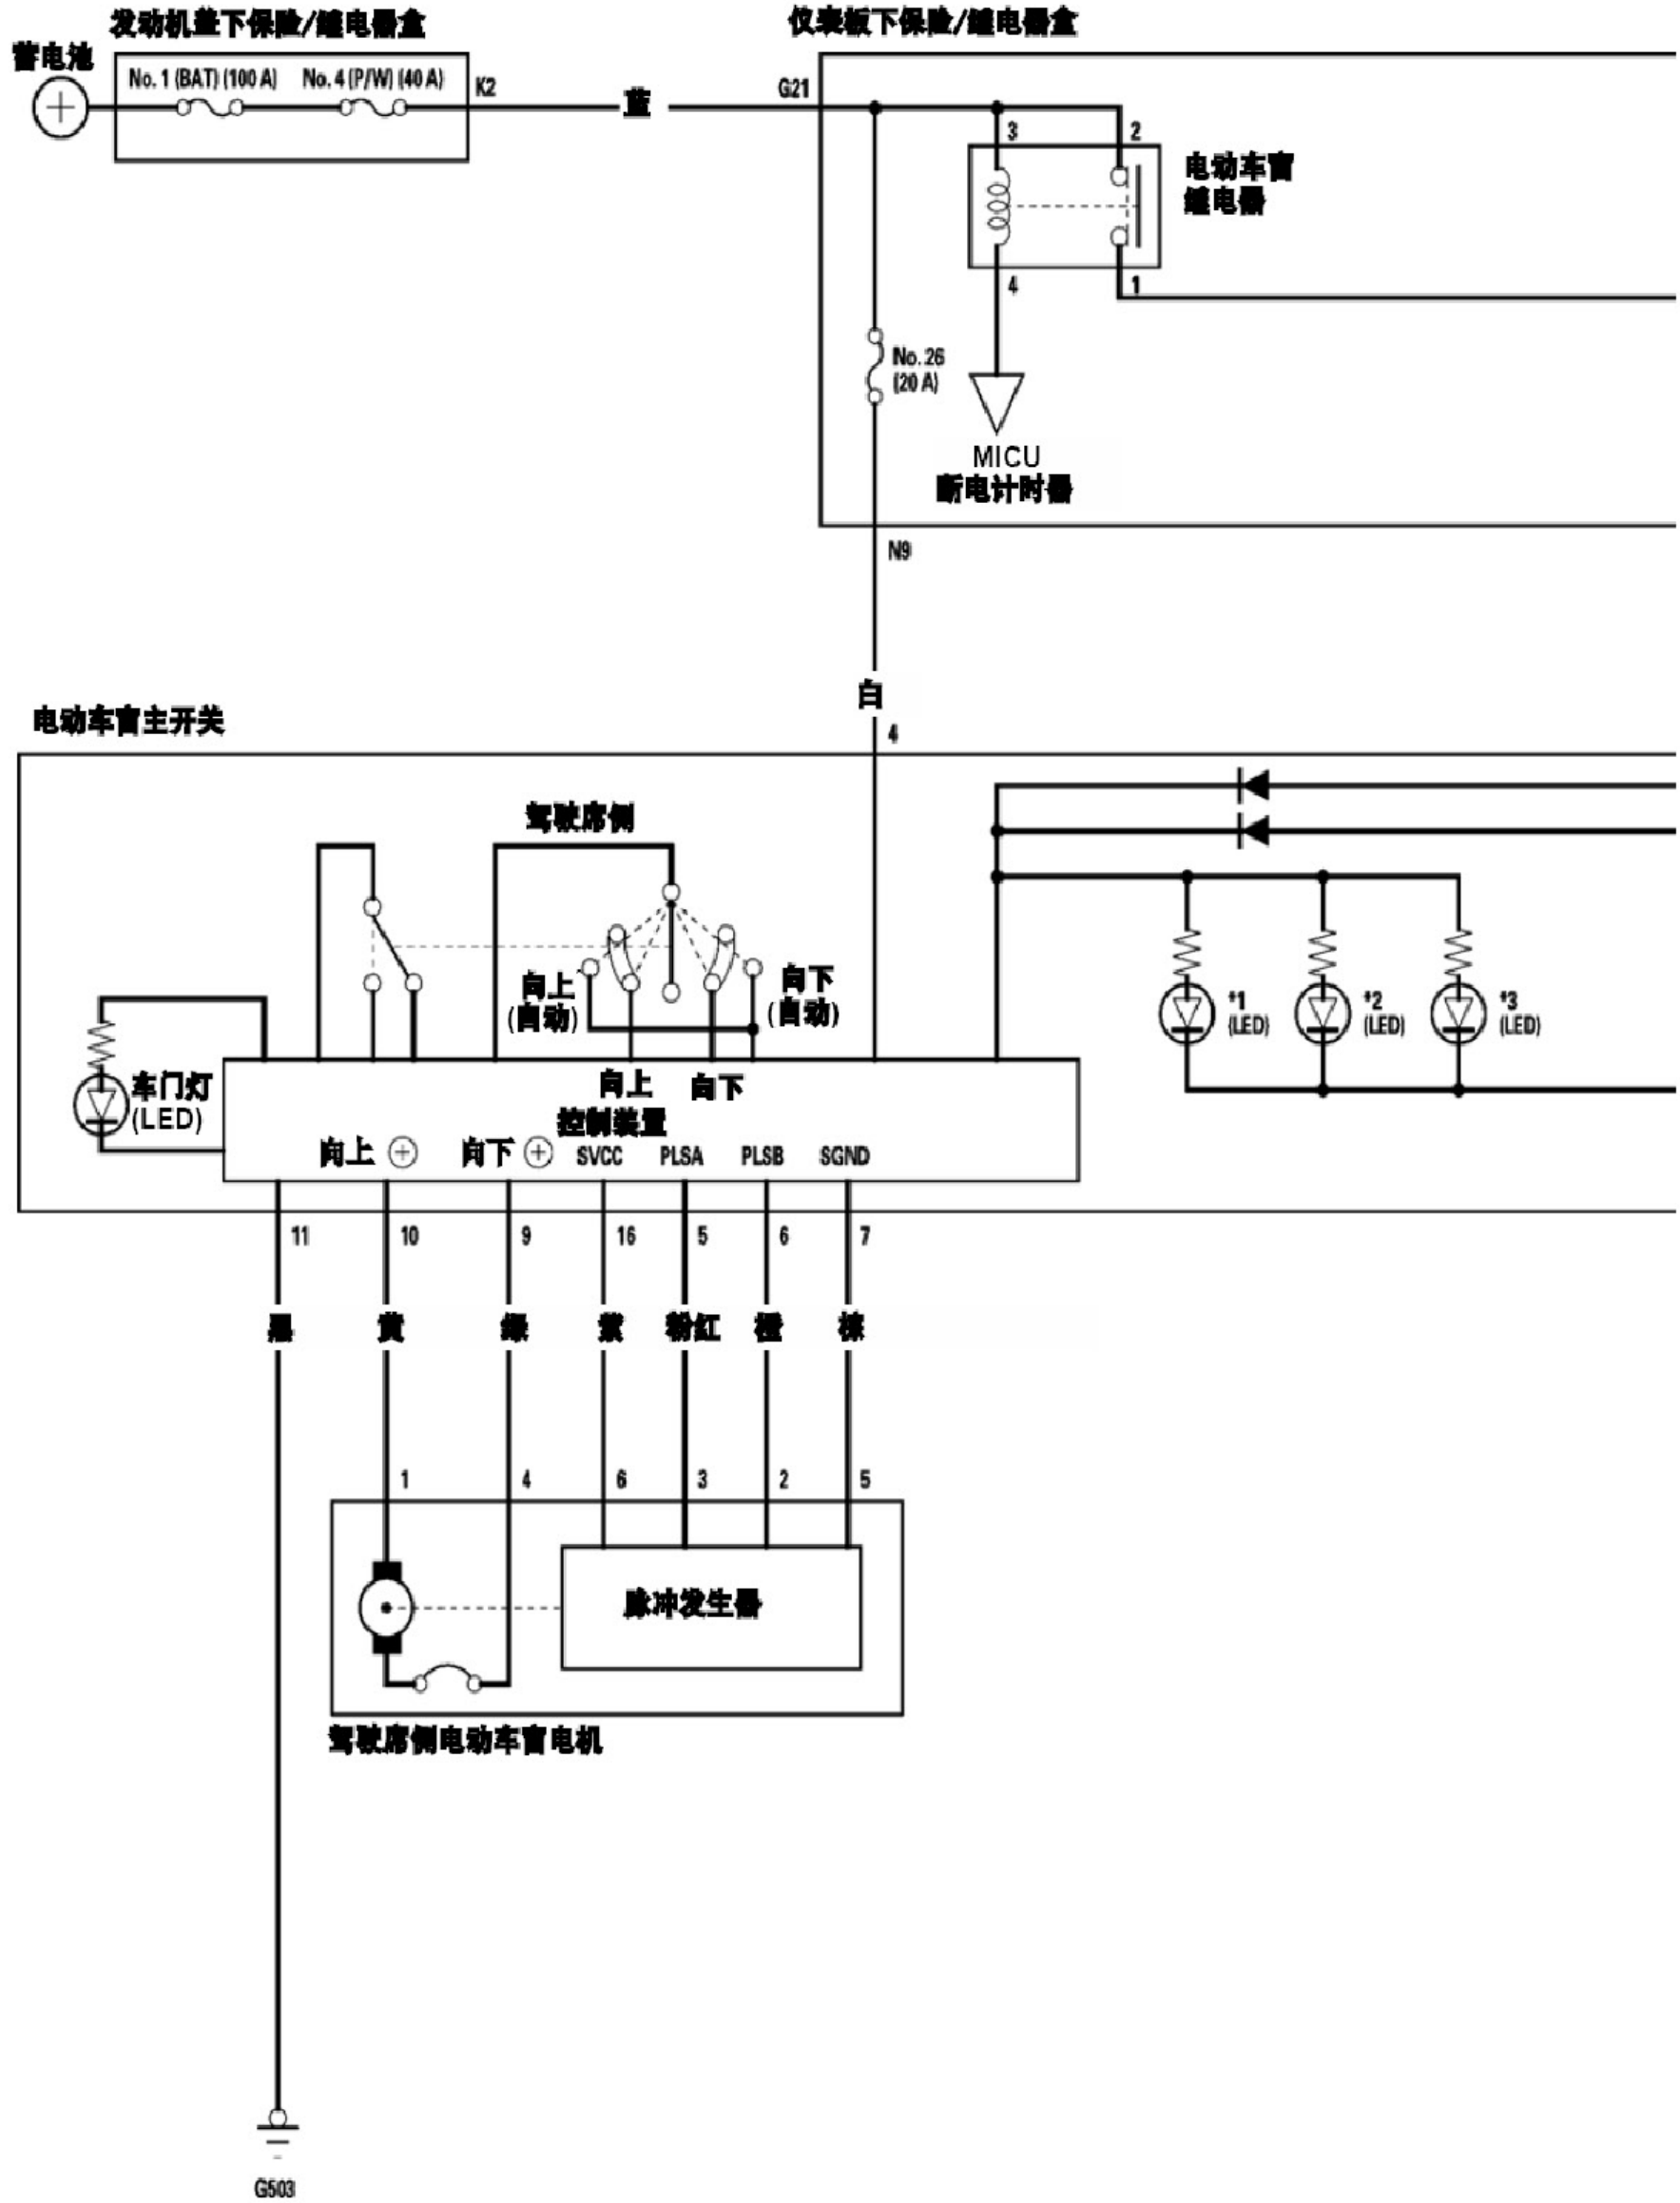 发动机盖下保险/继电器盒
仪表板下保险/继电器盒
蓄电池
No. 1 (BAT) (100 A)
No. 4 (P/W) (40 A)
K2
蓝
G21
3
2
电动车窗
继电器
4
1
No. 26
(20 A)
MICU
断电计时器
N9
白
电动车窗主开关
4
驾驶席侧
向上
(自动)
向下
(自动)
*1
(LED)
*2
(LED)
*3
(LED)
车门灯
(LED)
向上
向下
控制装置
向上
向下
SVCC
PLSA
PLSB
SGND
11
10
9
16
5
6
7
黑
黄
绿
紫
粉红
橙
棕
1
4
6
3
2
5
脉冲发生器
驾驶席侧电动车窗电机
G503